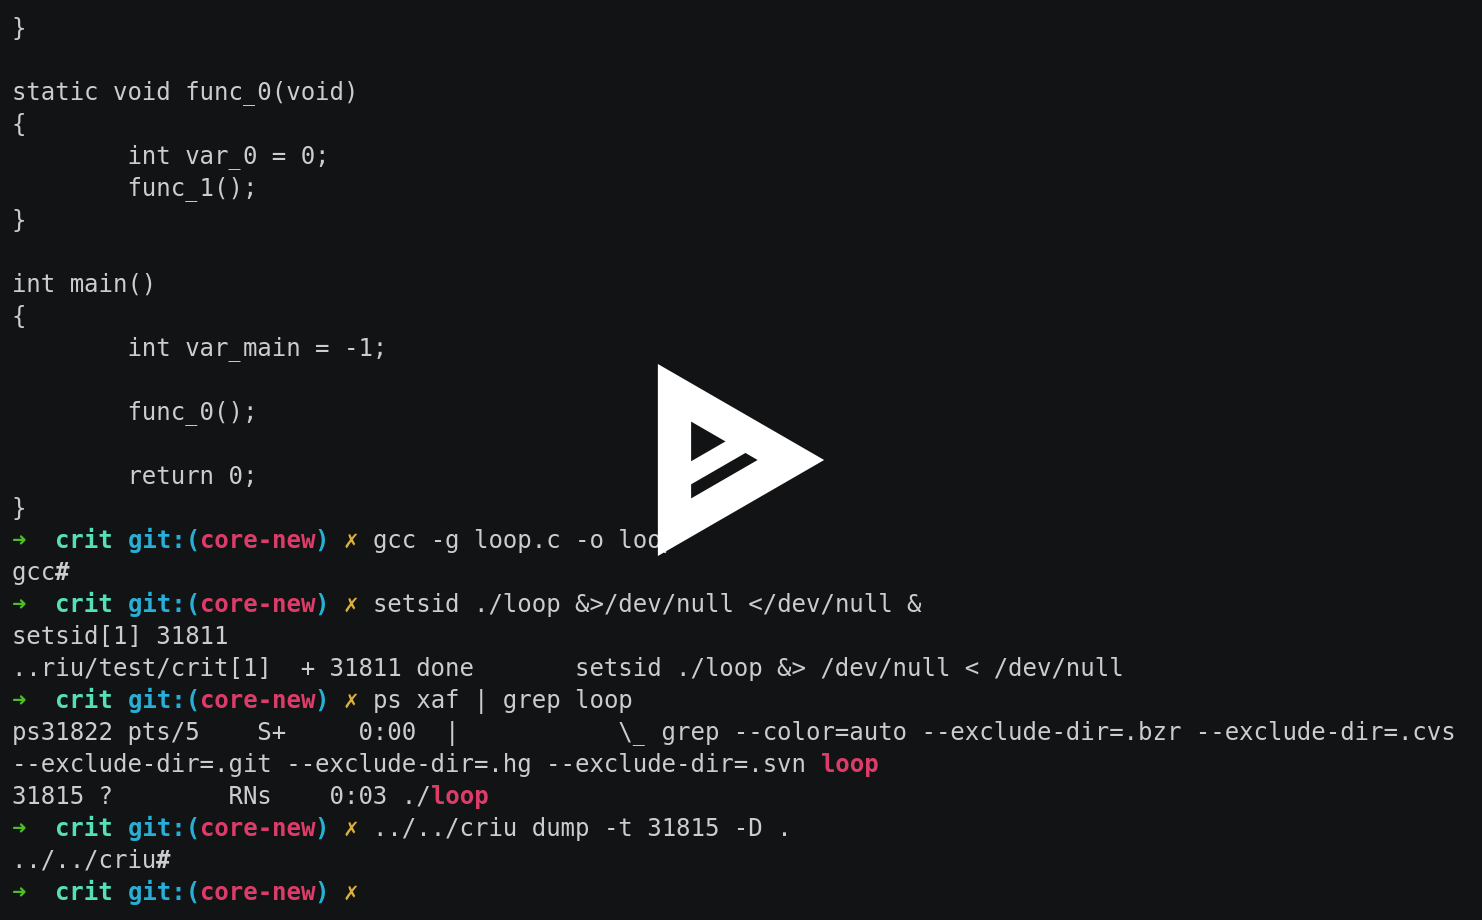 }
static void func_0(void)
{
        int var_0 = 0;
        func_1();
}
int main()
{
        int var_main = -1;
        func_0();
        return 0;
}
➜  crit git:(core-new) ✗ gcc -g loop.c -o loop
gcc#
➜  crit git:(core-new) ✗ setsid ./loop &>/dev/null </dev/null &
setsid[1] 31811
..riu/test/crit[1]  + 31811 done       setsid ./loop &> /dev/null < /dev/null
➜  crit git:(core-new) ✗ ps xaf | grep loop
ps31822 pts/5    S+     0:00  |           \_ grep --color=auto --exclude-dir=.bzr --exclude-dir=.cvs
--exclude-dir=.git --exclude-dir=.hg --exclude-dir=.svn loop
31815 ?        RNs    0:03 ./loop
➜  crit git:(core-new) ✗ ../../criu dump -t 31815 -D .
../../criu#
➜  crit git:(core-new) ✗